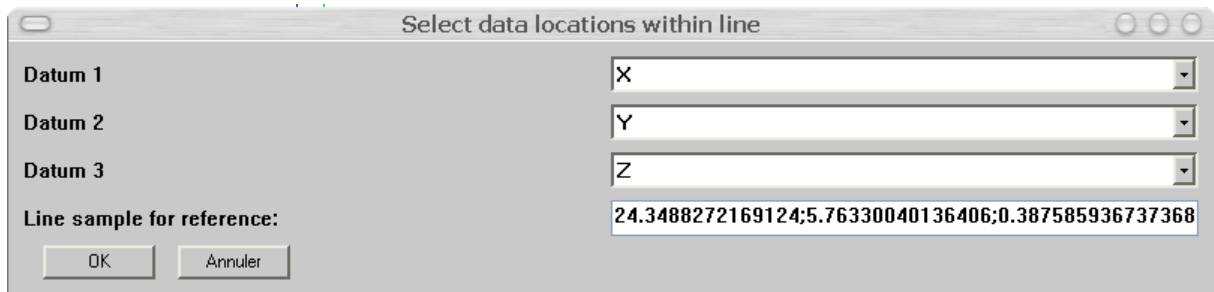 Select data locations within line
Datum 1 X
Datum 2 Y
Datum 3 Z
Line sample for reference: 24.3488272169124;5.76330040136406;0.387585936737368
OK Annuler